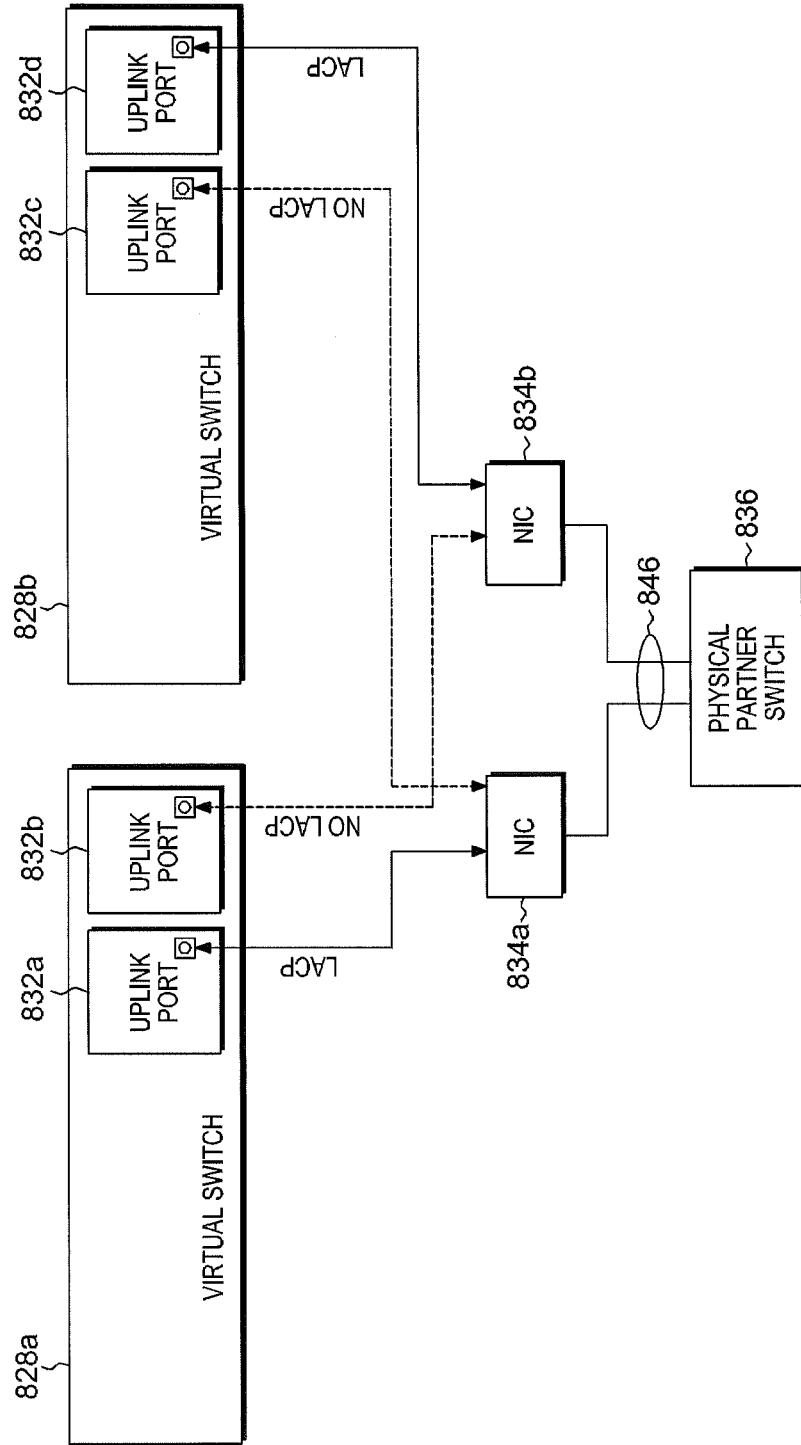 828a
VIRTUAL SWITCH
832a
UPLINK
PORT
832b
UPLINK
PORT
828b
VIRTUAL SWITCH
832c
UPLINK
PORT
832d
UPLINK
PORT
LACP
NO LACP
NO LACP
LACP
834a
NIC
NIC
834b
846
PHYSICAL
PARTNER
SWITCH
836